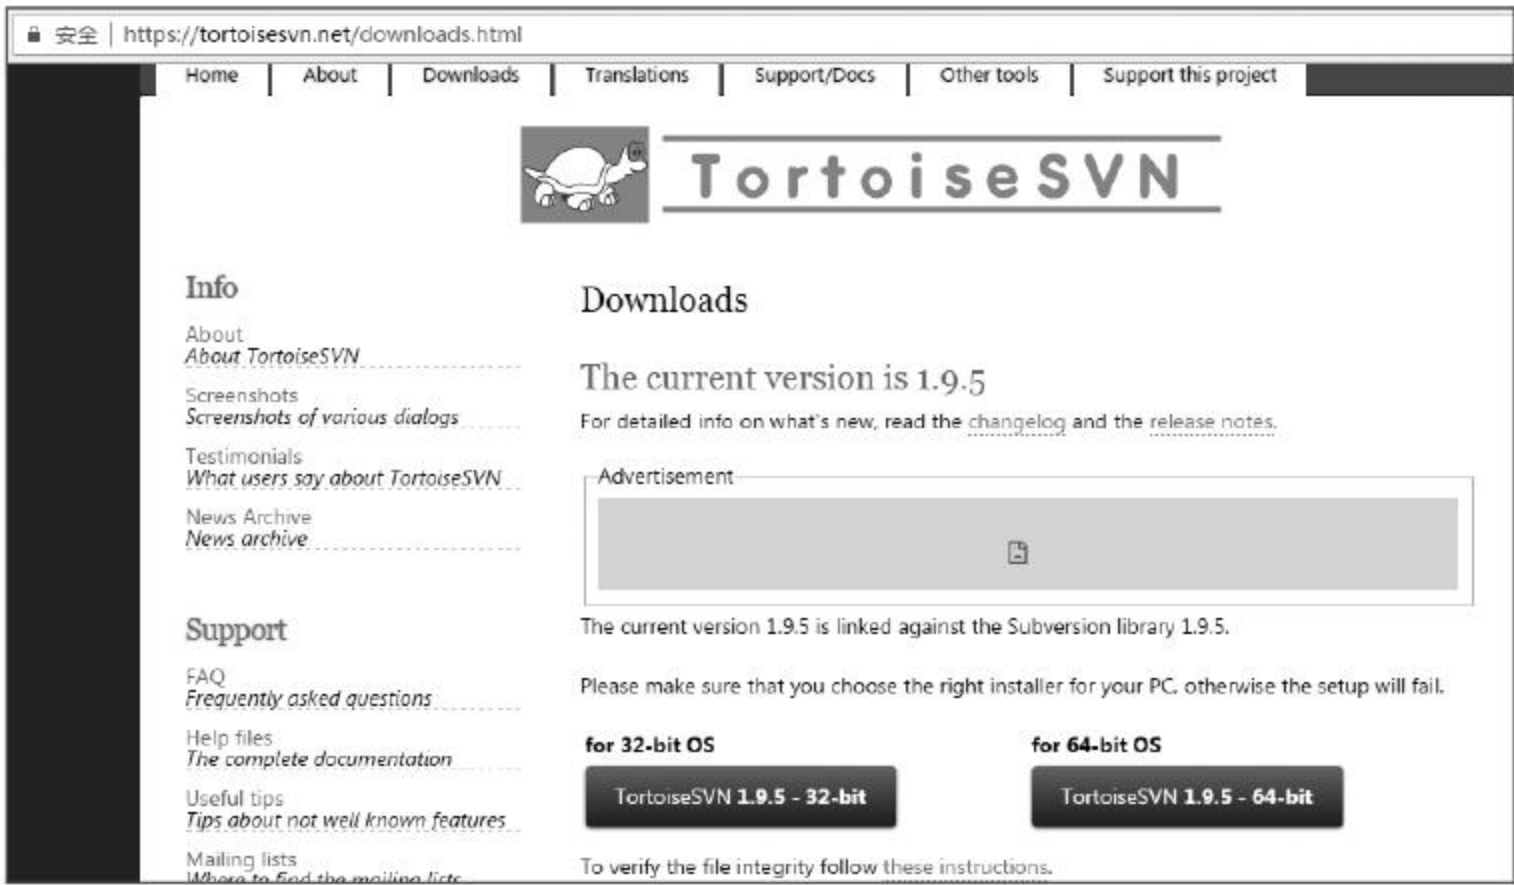 安全 | https://tortoisesvn.net/downloads.html
Home About Downloads Translations Support/Docs Other tools Support this project
TortoiseSVN
Info
About
About TortoiseSVN
Screenshots
Screenshots of various dialogs
Testimonials
What users say about TortoiseSVN
News Archive
News archive
Support
FAQ
Frequently asked questions
Help files
The complete documentation
Useful tips
Tips about not well known features
Mailing lists
Where to find the mailing lists
Downloads
The current version is 1.9.5
For detailed info on what's new, read the changelog and the release notes.
Advertisement
The current version 1.9.5 is linked against the Subversion library 1.9.5.
Please make sure that you choose the right installer for your PC, otherwise the setup will fail.
for 32-bit OS
TortoiseSVN 1.9.5 - 32-bit
for 64-bit OS
TortoiseSVN 1.9.5 - 64-bit
To verify the file integrity follow these instructions.